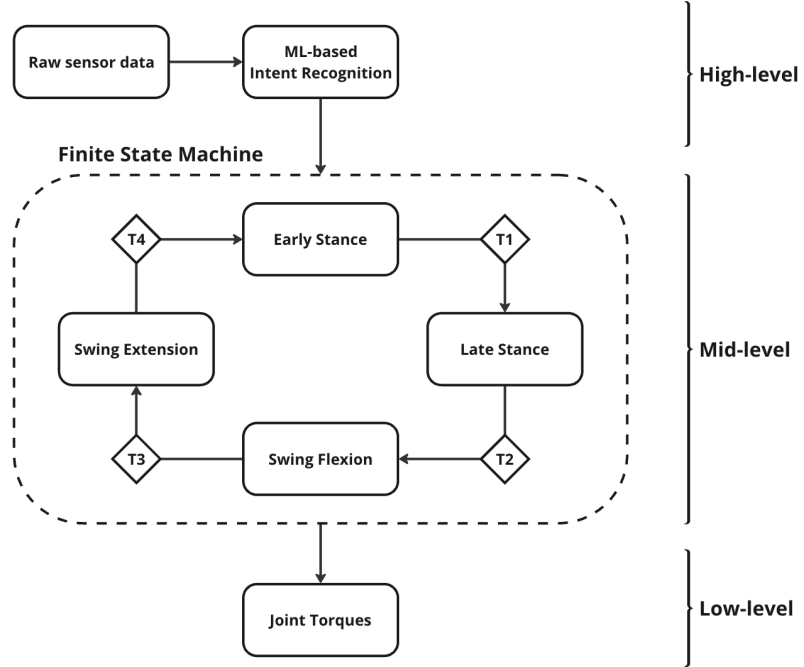 Raw sensor data
ML-based
Intent Recognition
High-level
Finite State Machine
T4
Early Stance
T1
Swing Extension
Late Stance
Mid-level
T3
Swing Flexion
T2
Joint Torques
Low-level